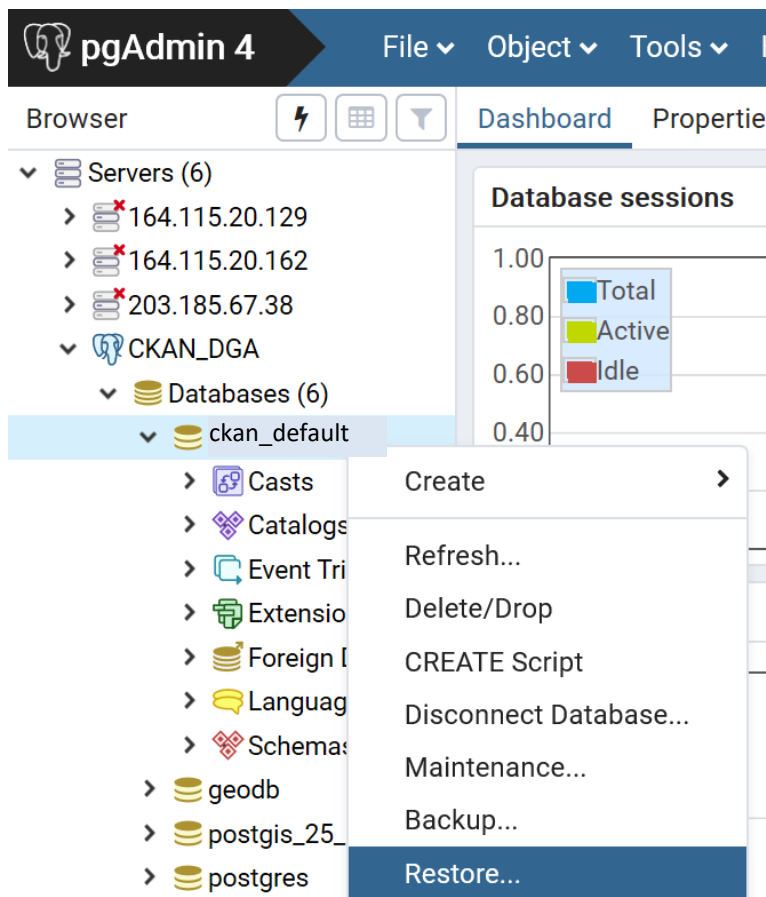 pgAdmin 4 File Object Tools
Browser Dashboard Propertie
Servers (6)
164.115.20.129
164.115.20.162
203.185.67.38
CKAN_DGA
Databases (6)
ckan_default
Casts
Catalogs
Event Tri
Extensio
Foreign
Languag
Schemas
geodb
postgis_25_
postgres
Database sessions
1.00
0.80
0.60
0.40
Total
Active
Idle
Create
Refresh...
Delete/Drop
CREATE Script
Disconnect Database...
Maintenance...
Backup...
Restore...